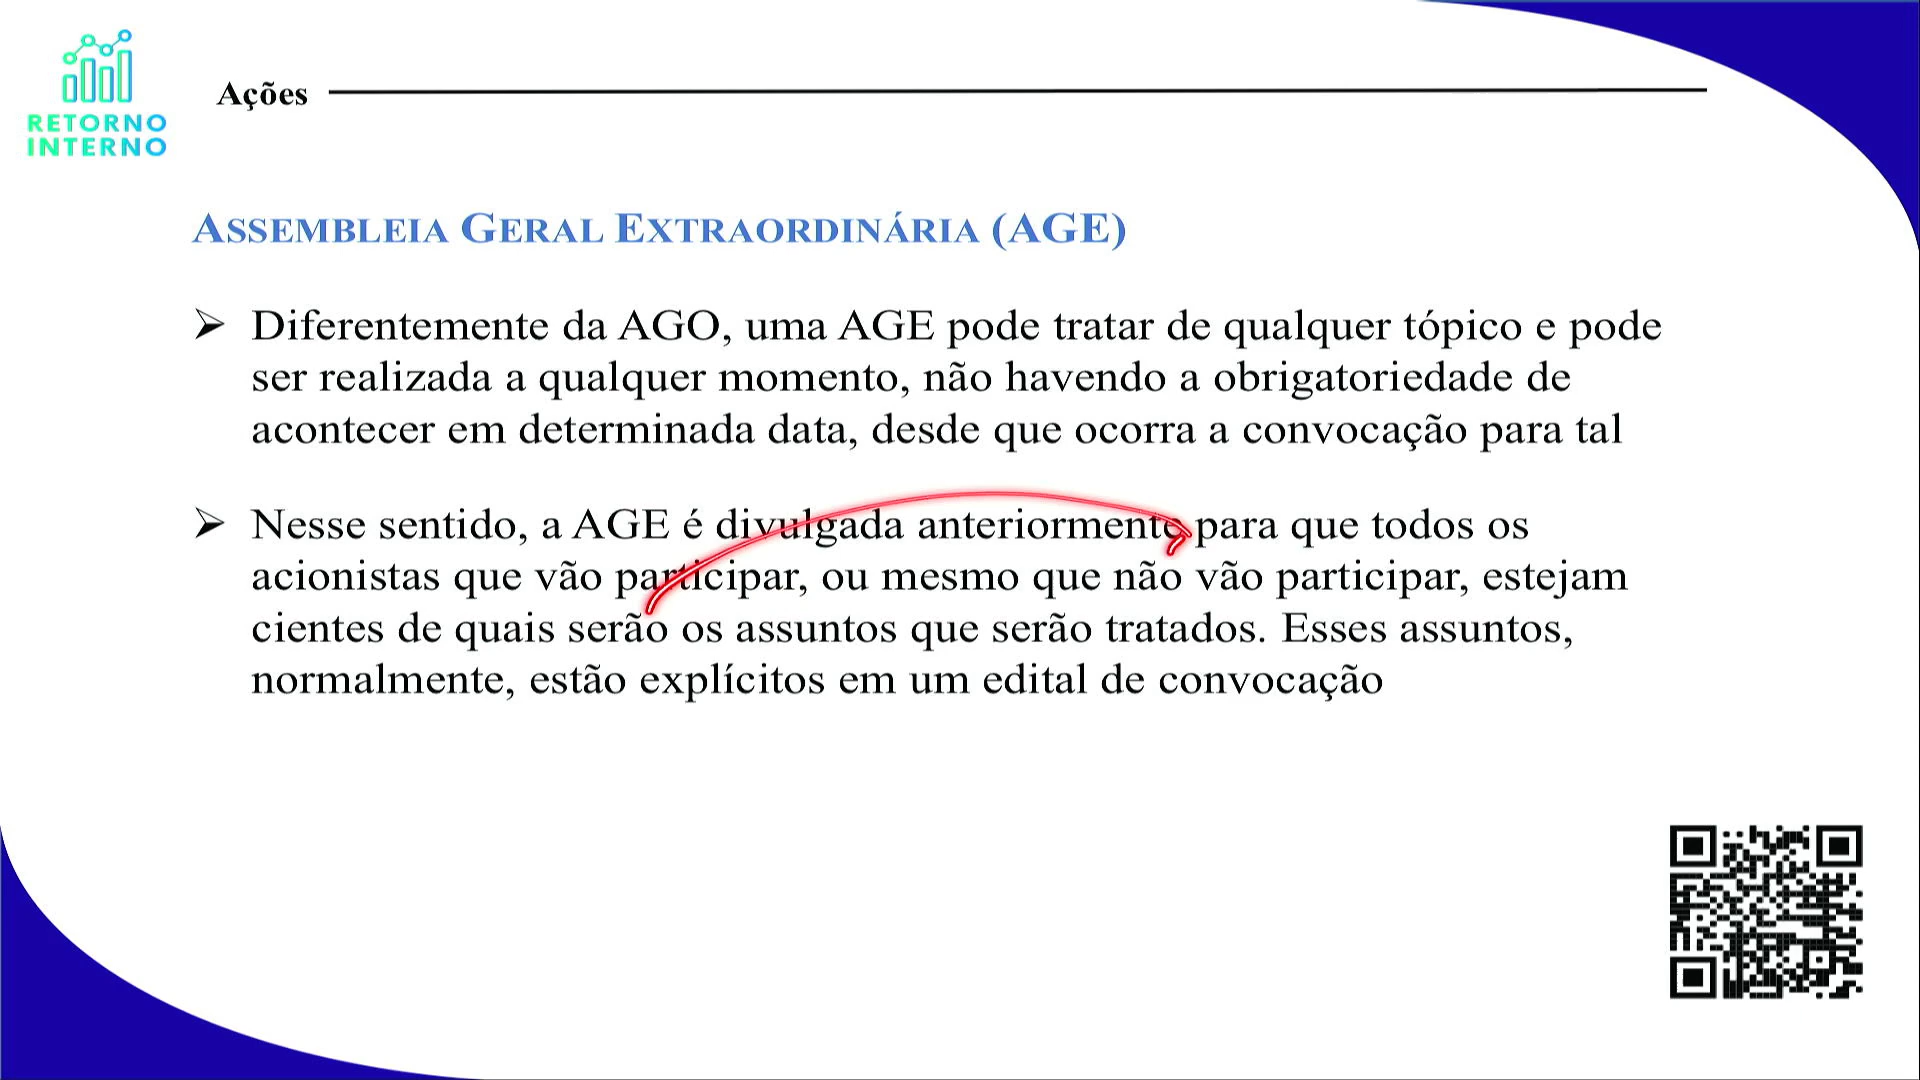 RETORNO
INTERNO
Ações
ASSEMBLEIA GERAL EXTRAORDINÁRIA (AGE)
➢ Diferentemente da AGO, uma AGE pode tratar de qualquer tópico e pode
ser realizada a qualquer momento, não havendo a obrigatoriedade de
acontecer em determinada data, desde que ocorra a convocação para tal
➢ Nesse sentido, a AGE é divulgada anteriormente para que todos os
acionistas que vão participar, ou mesmo que não vão participar, estejam
cientes de quais serão os assuntos que serão tratados. Esses assuntos,
normalmente, estão explícitos em um edital de convocação